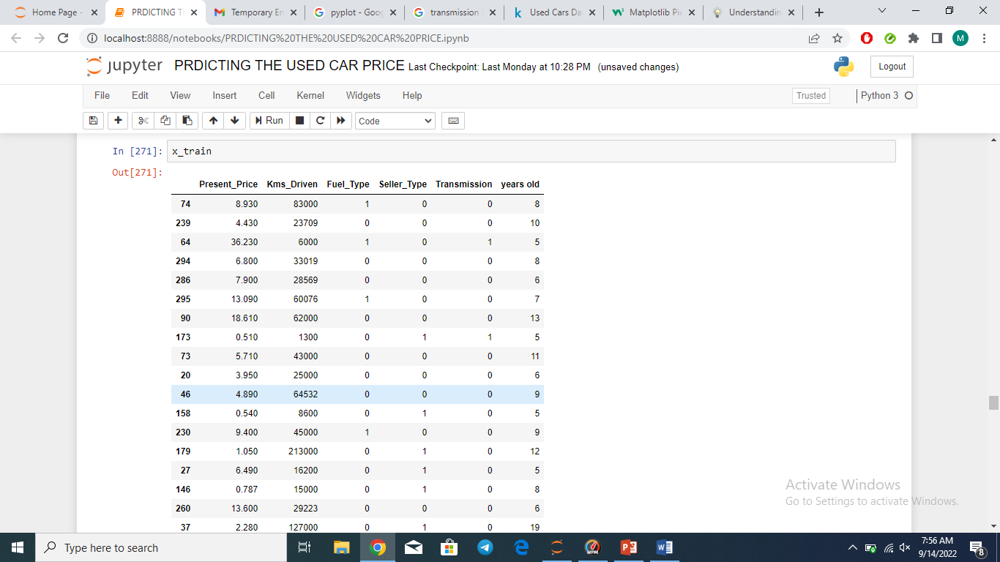 Home Page -
PRDICTING T
Temporary En
pyplot - Goog
transmission
Used Cars Da
Matplotlib Pie
Understandin
localhost:8888/notebooks/PRDICTING%20THE%20USED%20CAR%20PRICE.ipynb
M
jupyter PRDICTING THE USED CAR PRICE Last Checkpoint: Last Monday at 10:28 PM (unsaved changes) Logout
File Edit View Insert Cell Kernel Widgets Help Trusted Python 3
Run Code
In [271]: x_train
Out[271]:
Present_Price Kms_Driven Fuel_Type Seller_Type Transmission years old
74 8.930 83000 1 0 0 8
239 4.430 23709 0 0 0 10
64 36.230 6000 1 0 1 5
294 6.800 33019 0 0 0 8
286 7.900 28569 0 0 0 6
295 13.090 60076 1 0 0 7
90 18.610 62000 0 0 0 13
173 0.510 1300 0 1 1 5
73 5.710 43000 0 0 0 11
20 3.950 25000 0 0 0 6
46 4.890 64532 0 0 0 9
158 0.540 8600 0 1 0 5
230 9.400 45000 1 0 0 9
179 1.050 213000 0 1 0 12
27 6.490 16200 0 1 0 5
146 0.787 15000 0 1 0 8
260 13.600 29223 0 0 0 6
37 2.280 127000 0 1 0 19
Activate Windows
Go to Settings to activate Windows.
Type here to search
7:56 AM
9/14/2022
8